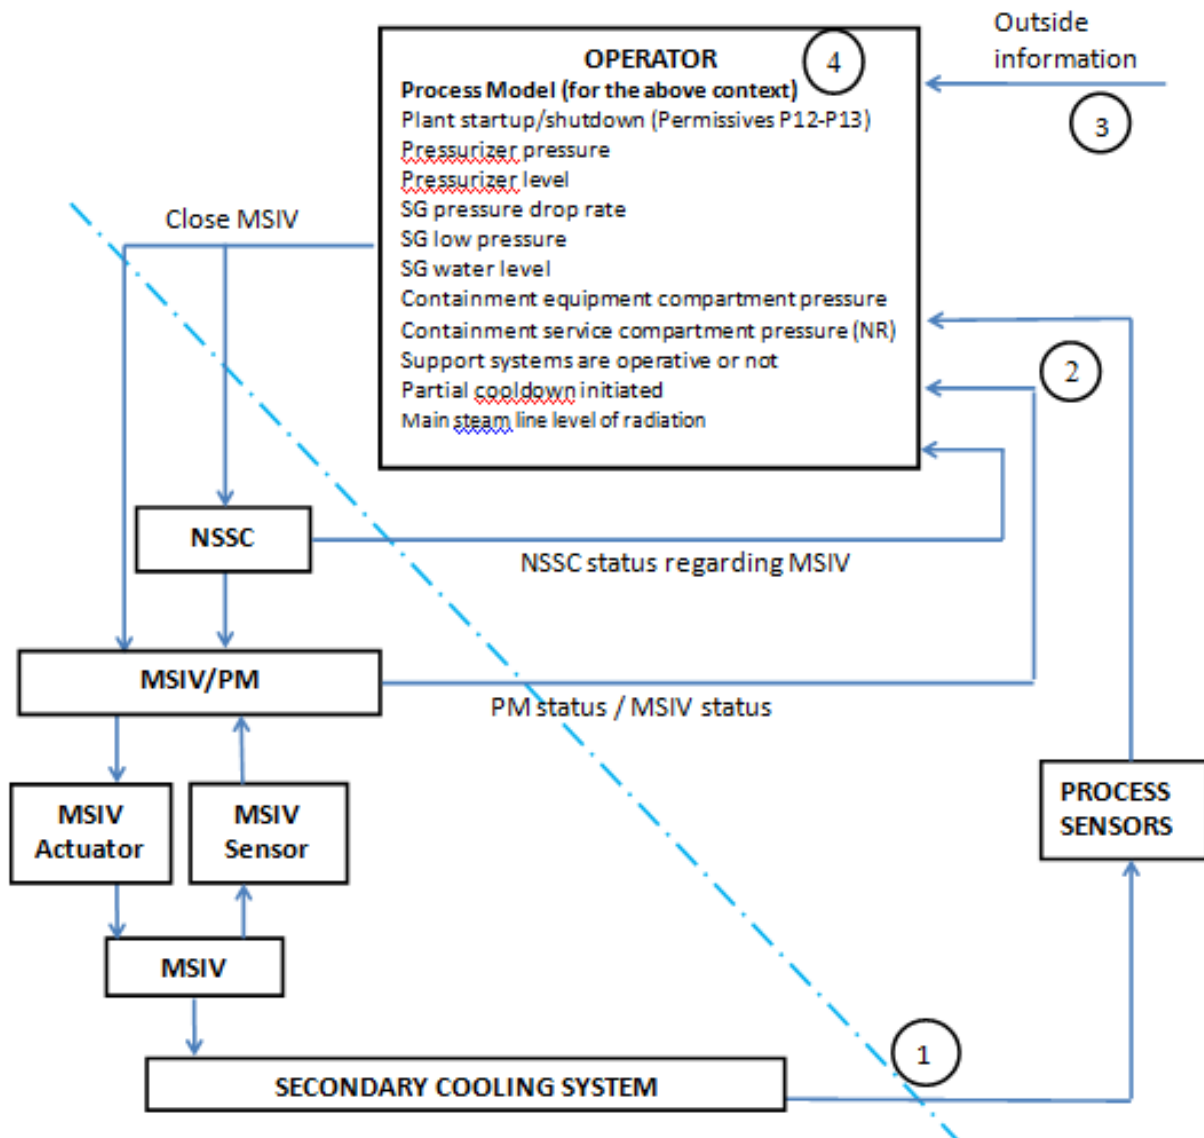 Outside
information
3
OPERATOR
4
Process Model (for the above context)
Plant startup/shutdown (Permissives P12-P13)
Pressurizer pressure
Pressurizer level
SG pressure drop rate
SG low pressure
SG water level
Containment equipment compartment pressure
Containment service compartment pressure (NR)
Support systems are operative or not
Partial cooldown initiated
Main steam line level of radiation
2
Close MSIV
NSSC
NSSC status regarding MSIV
MSIV/PM
PM status / MSIV status
MSIV
Actuator
MSIV
Sensor
PROCESS
SENSORS
MSIV
1
SECONDARY COOLING SYSTEM